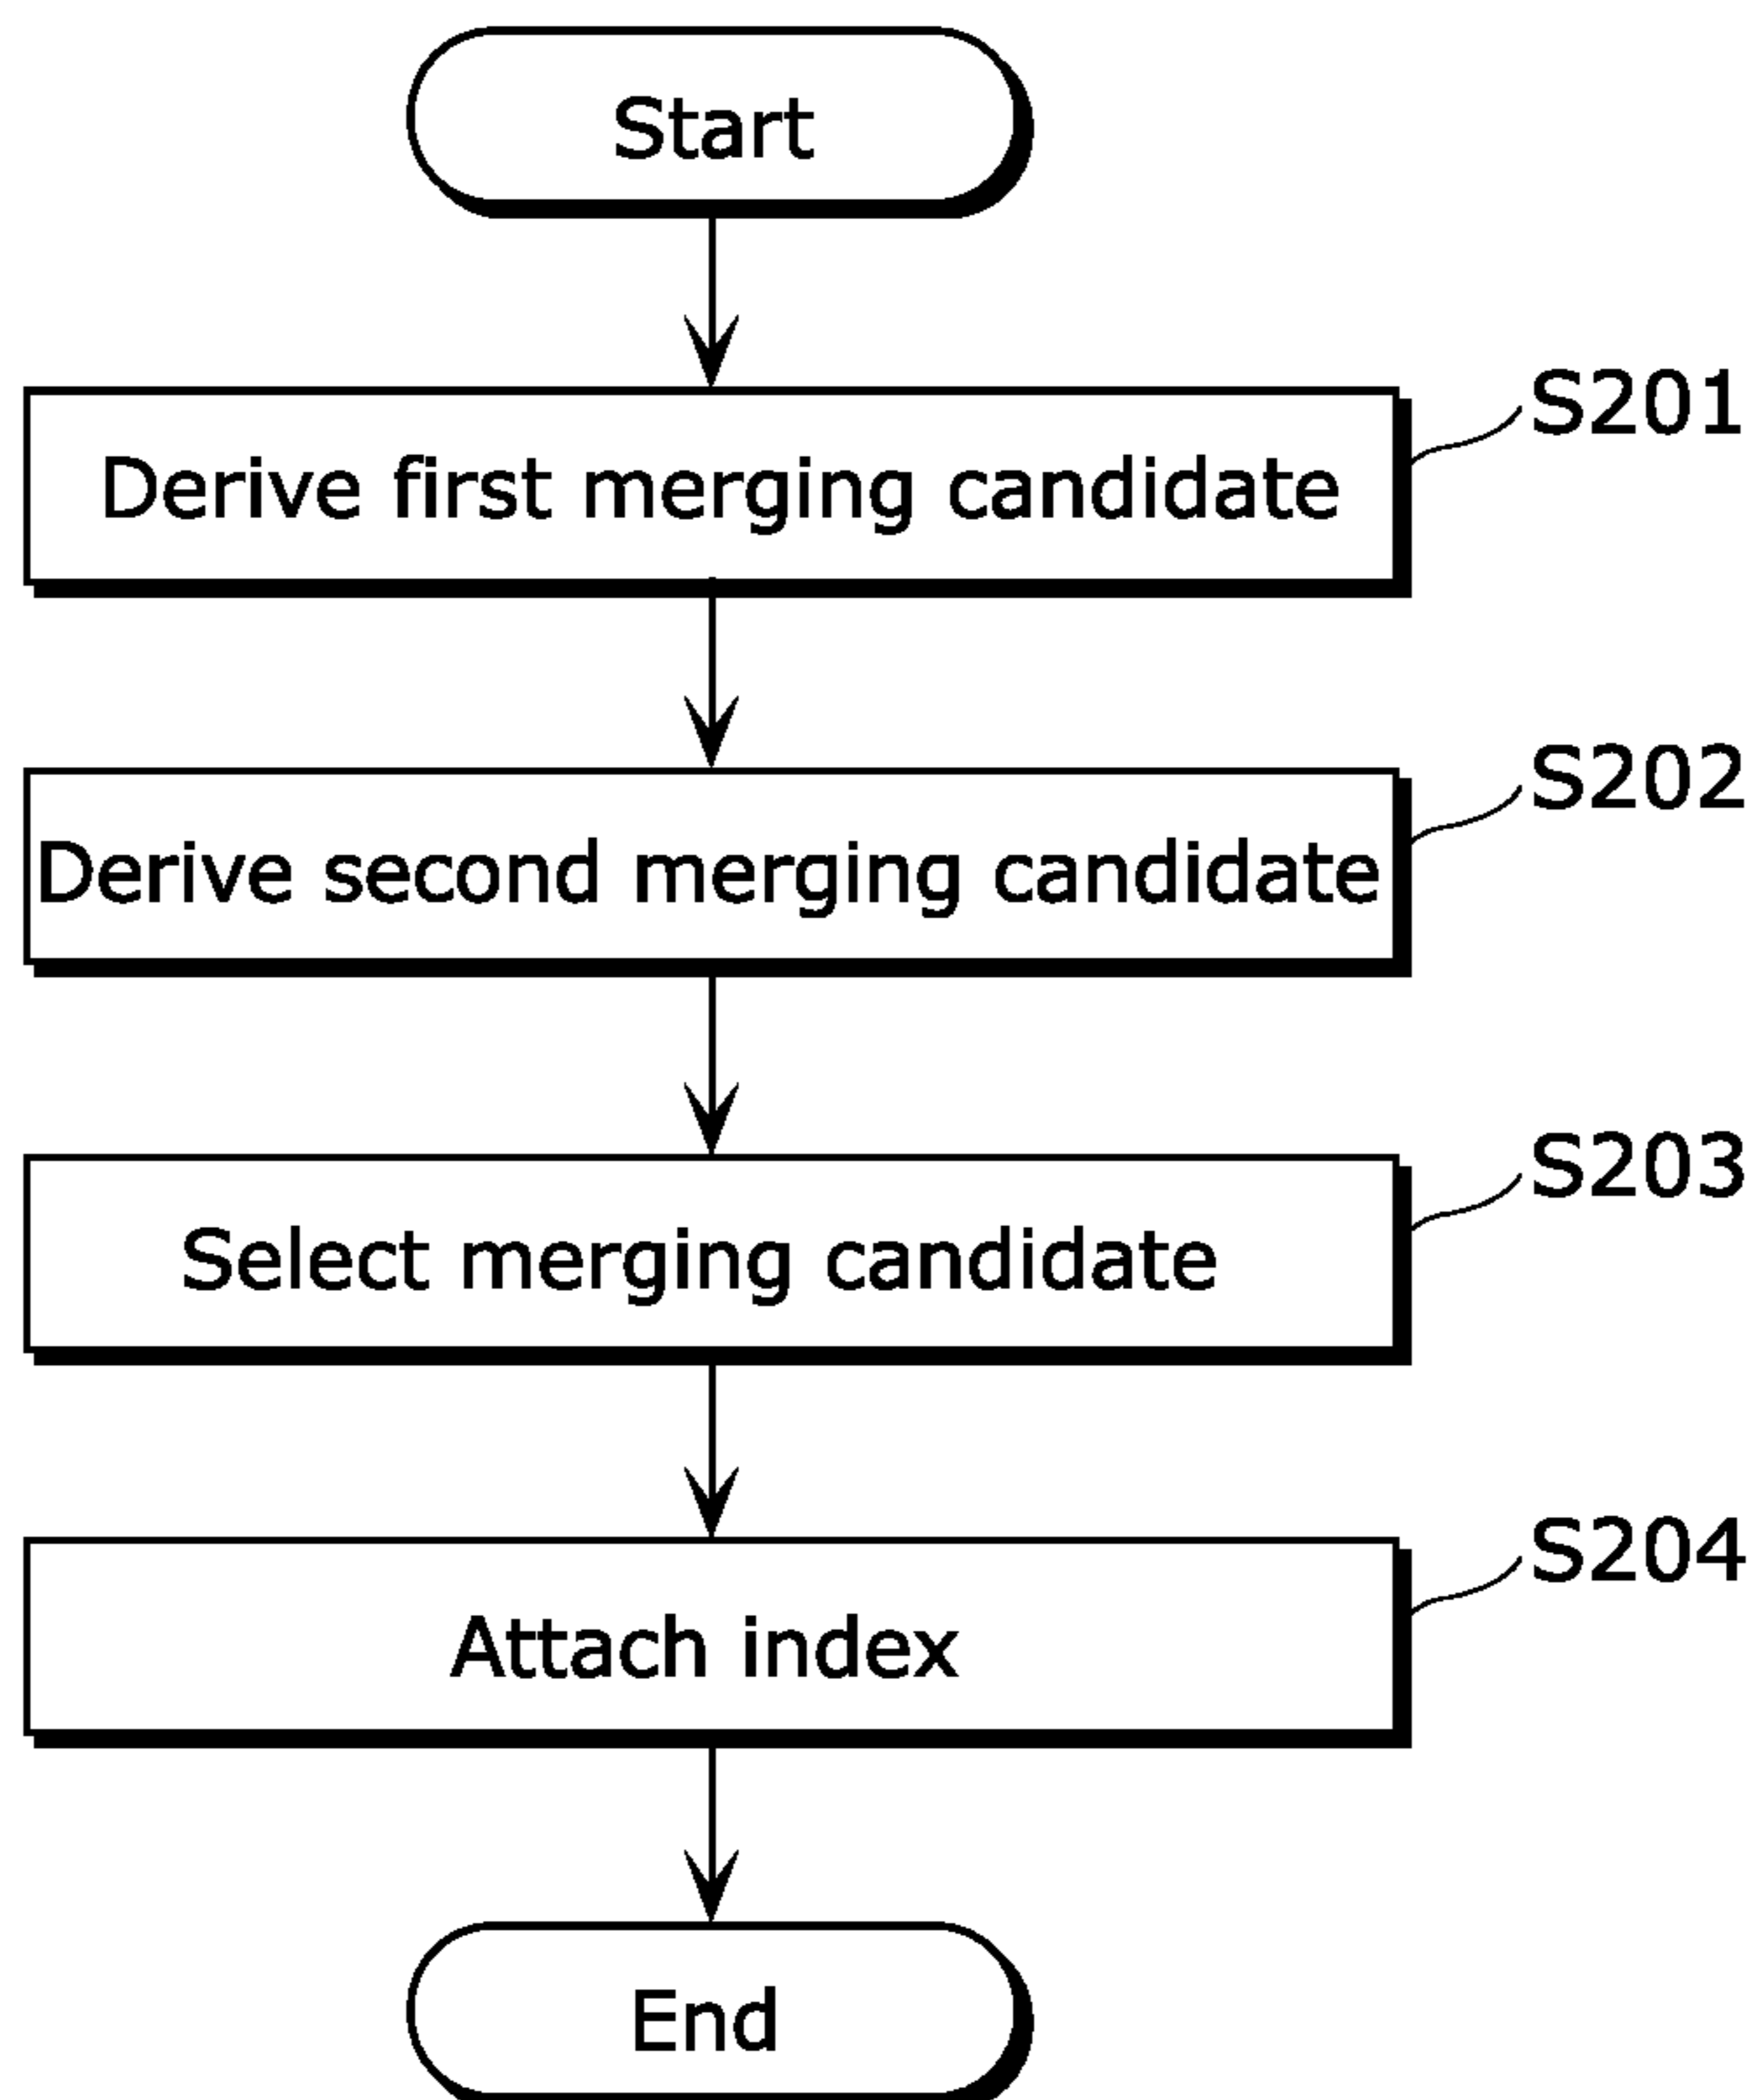 Start
Derive first merging candidate
S201
Derive second merging candidate
S202
Select merging candidate
S203
Attach index
S204
End